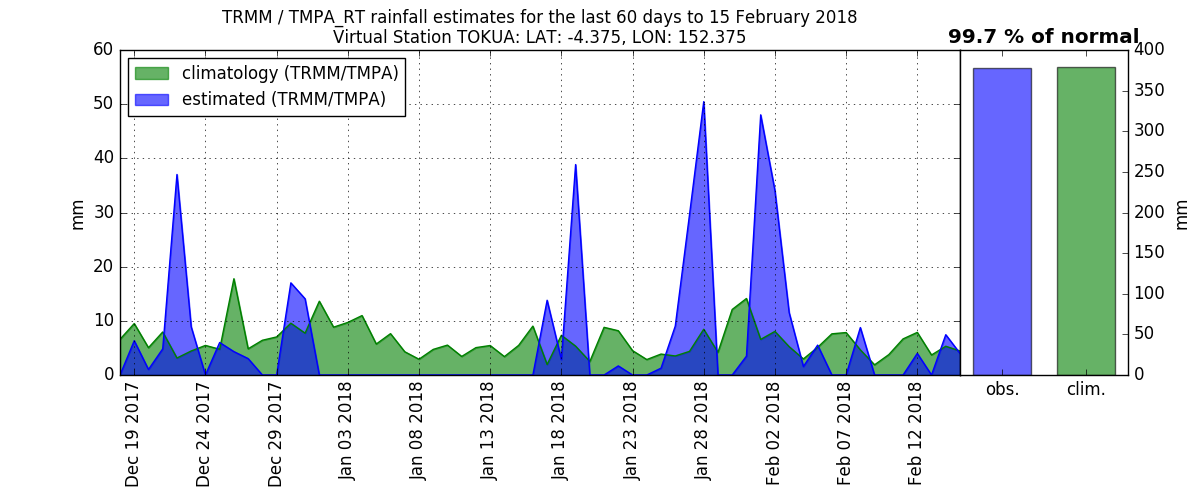 TRMM / TMPA_RT rainfall estimates for the last 60 days to 15 February 2018
Virtual Station TOKUA: LAT: -4.375, LON: 152.375
99.7 % of normal
climatology (TRMM/TMPA)
estimated (TRMM/TMPA)
mm
60
50
40
30
20
10
0
Dec 19 2017
Dec 24 2017
Dec 29 2017
Jan 03 2018
Jan 08 2018
Jan 13 2018
Jan 18 2018
Jan 23 2018
Jan 28 2018
Feb 02 2018
Feb 07 2018
Feb 12 2018
obs.
clim.
400
350
300
250
200
150
100
50
0
mm